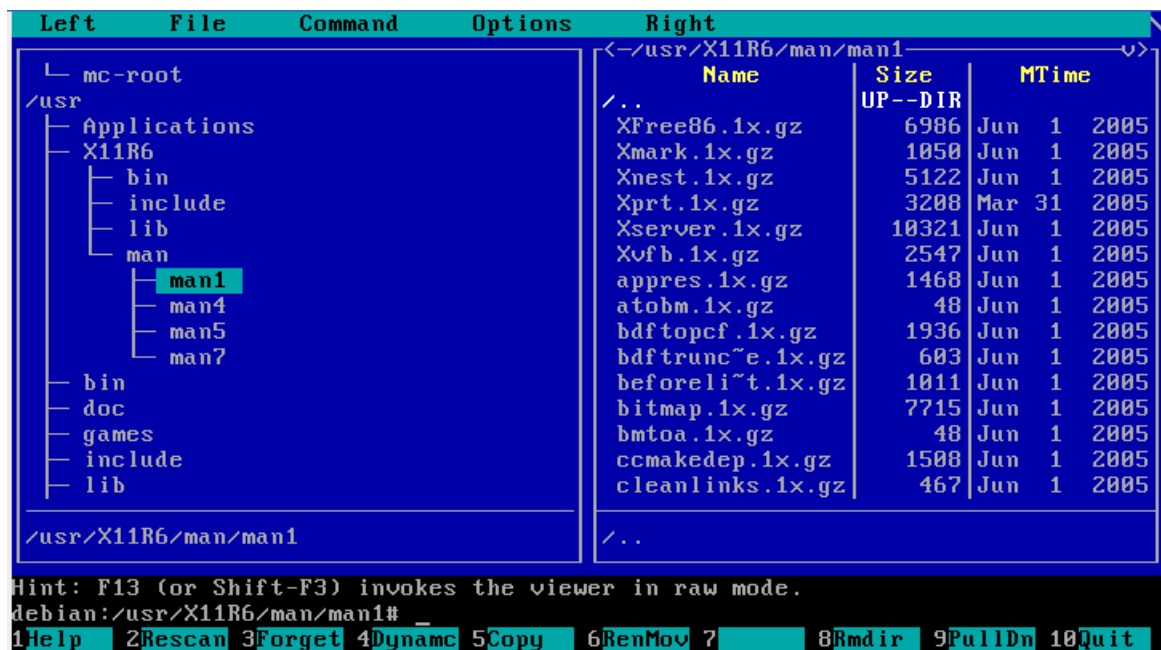 Left File Command Options Right
<─/usr/X11R6/man/man1 v>
mc-root
/usr
Applications
X11R6
bin
include
lib
man
man1
man4
man5
man7
bin
doc
games
include
lib
/usr/X11R6/man/man1
Name Size MTime
/.. UP--DIR
XFree86.1x.gz 6986 Jun 1 2005
Xmark.1x.gz 1050 Jun 1 2005
Xnest.1x.gz 5122 Jun 1 2005
Xprt.1x.gz 3208 Mar 31 2005
Xserver.1x.gz 10321 Jun 1 2005
Xvfb.1x.gz 2547 Jun 1 2005
appres.1x.gz 1468 Jun 1 2005
atobm.1x.gz 48 Jun 1 2005
bdftopcf.1x.gz 1936 Jun 1 2005
bdftrunc~e.1x.gz 603 Jun 1 2005
beforeli~t.1x.gz 1011 Jun 1 2005
bitmap.1x.gz 7715 Jun 1 2005
bmtoa.1x.gz 48 Jun 1 2005
ccmakedep.1x.gz 1508 Jun 1 2005
cleanlinks.1x.gz 467 Jun 1 2005
/..
Hint: F13 (or Shift-F3) invokes the viewer in raw mode.
debian:/usr/X11R6/man/man1# _
1Help 2Rescan 3Forget 4Dynamc 5Copy 6RenMov 7 8Rmdir 9PullDn 10Quit